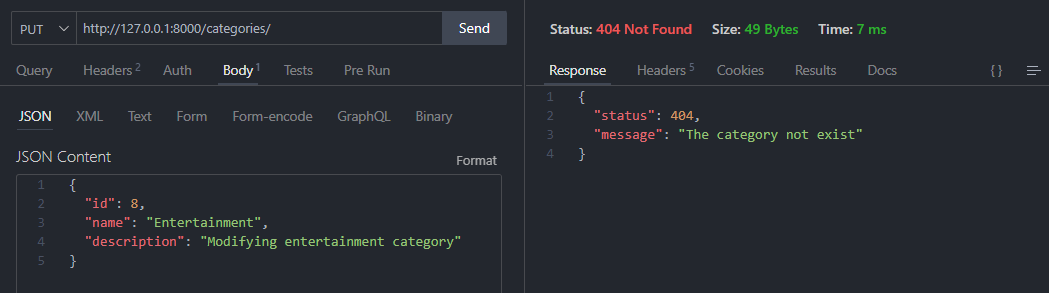 PUT http://127.0.0.1:8000/categories/ Send
Query Headers 2 Auth Body 1 Tests Pre Run
JSON XML Text Form Form-encode GraphQL Binary
JSON Content Format
1 {
2 "id": 8,
3 "name": "Entertainment",
4 "description": "Modifying entertainment category"
5 }
Status: 404 Not Found Size: 49 Bytes Time: 7 ms
Response Headers 5 Cookies Results Docs { }
1 {
2 "status": 404,
3 "message": "The category not exist"
4 }